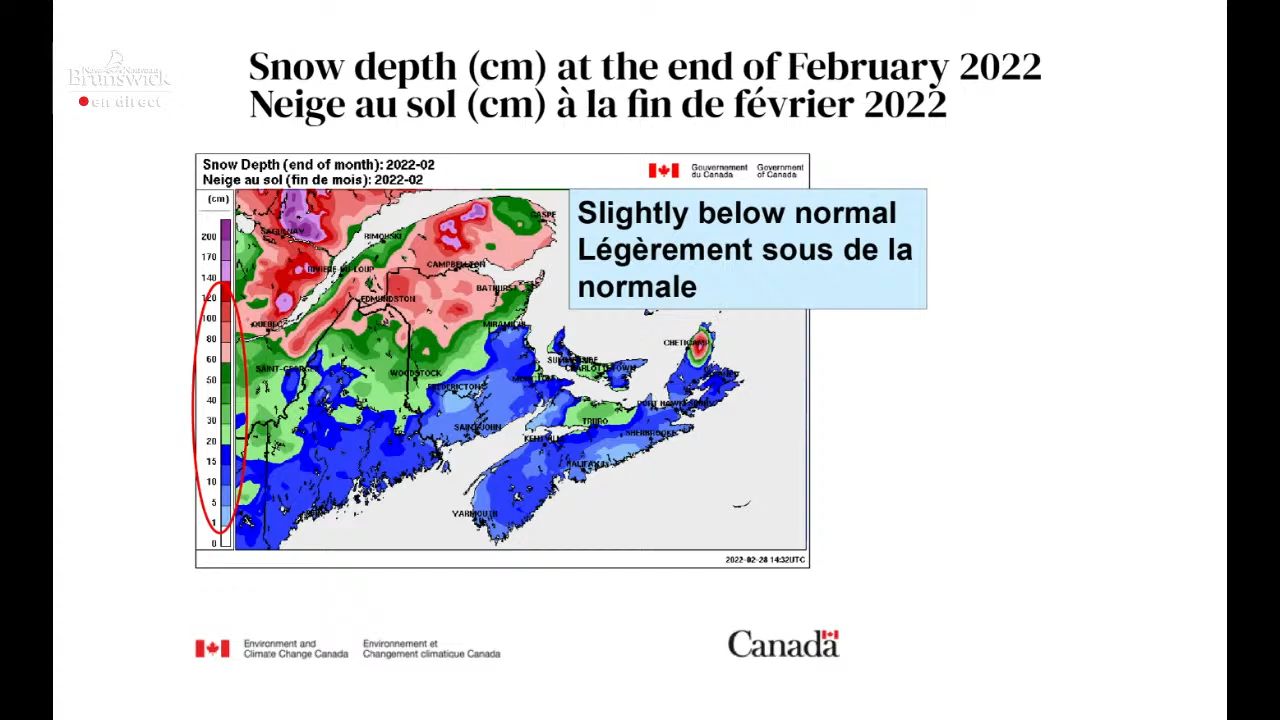 Snow depth (cm) at the end of February 2022
Neige au sol (cm) à la fin de février 2022
Brunswick
en direct
Snow Depth (end of month): 2022-02
Neige au sol (fin de mois): 2022-02
Gouvernement du Canada
Government of Canada
(cm)
200
170
140
120
100
80
60
50
40
30
20
15
10
5
1
0
Slightly below normal
Légèrement sous de la
normale
SAGUENAY
RIMOUSKI
GASPE
RIVIERE-DU-LOUP
CAMPBELLTON
EDMUNDSTON
BATHURST
QUEBEC
MIRAMICHI
CHETICAMP
SAINT-GEORGES
WOODSTOCK
SUMMERSIDE
CHARLOTTETOWN
FREDERICTON
MONCTON
PORT HAWKESBURY
SAINT JOHN
TRURO
KENTVILLE
SHERBROOKE
HALIFAX
YARMOUTH
2022-02-28 14:32UTC
Environment and
Climate Change Canada
Environnement et
Changement climatique Canada
Canada